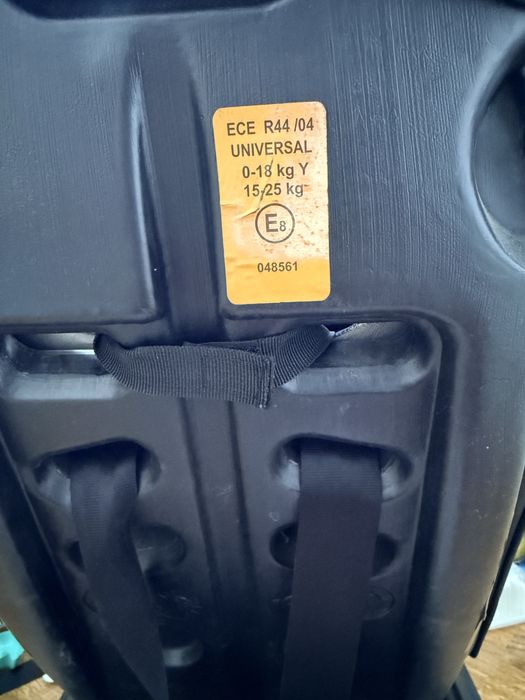 ECE R44 /04
UNIVERSAL
0-18 kg Y
15-25 kg
E8
048561